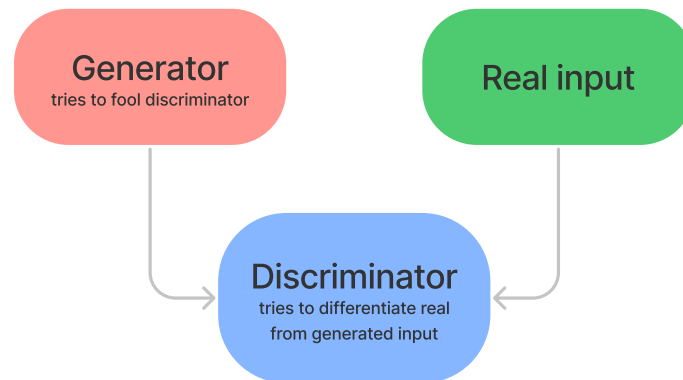 Generator
tries to fool discriminator
Real input
Discriminator
tries to differentiate real
from generated input